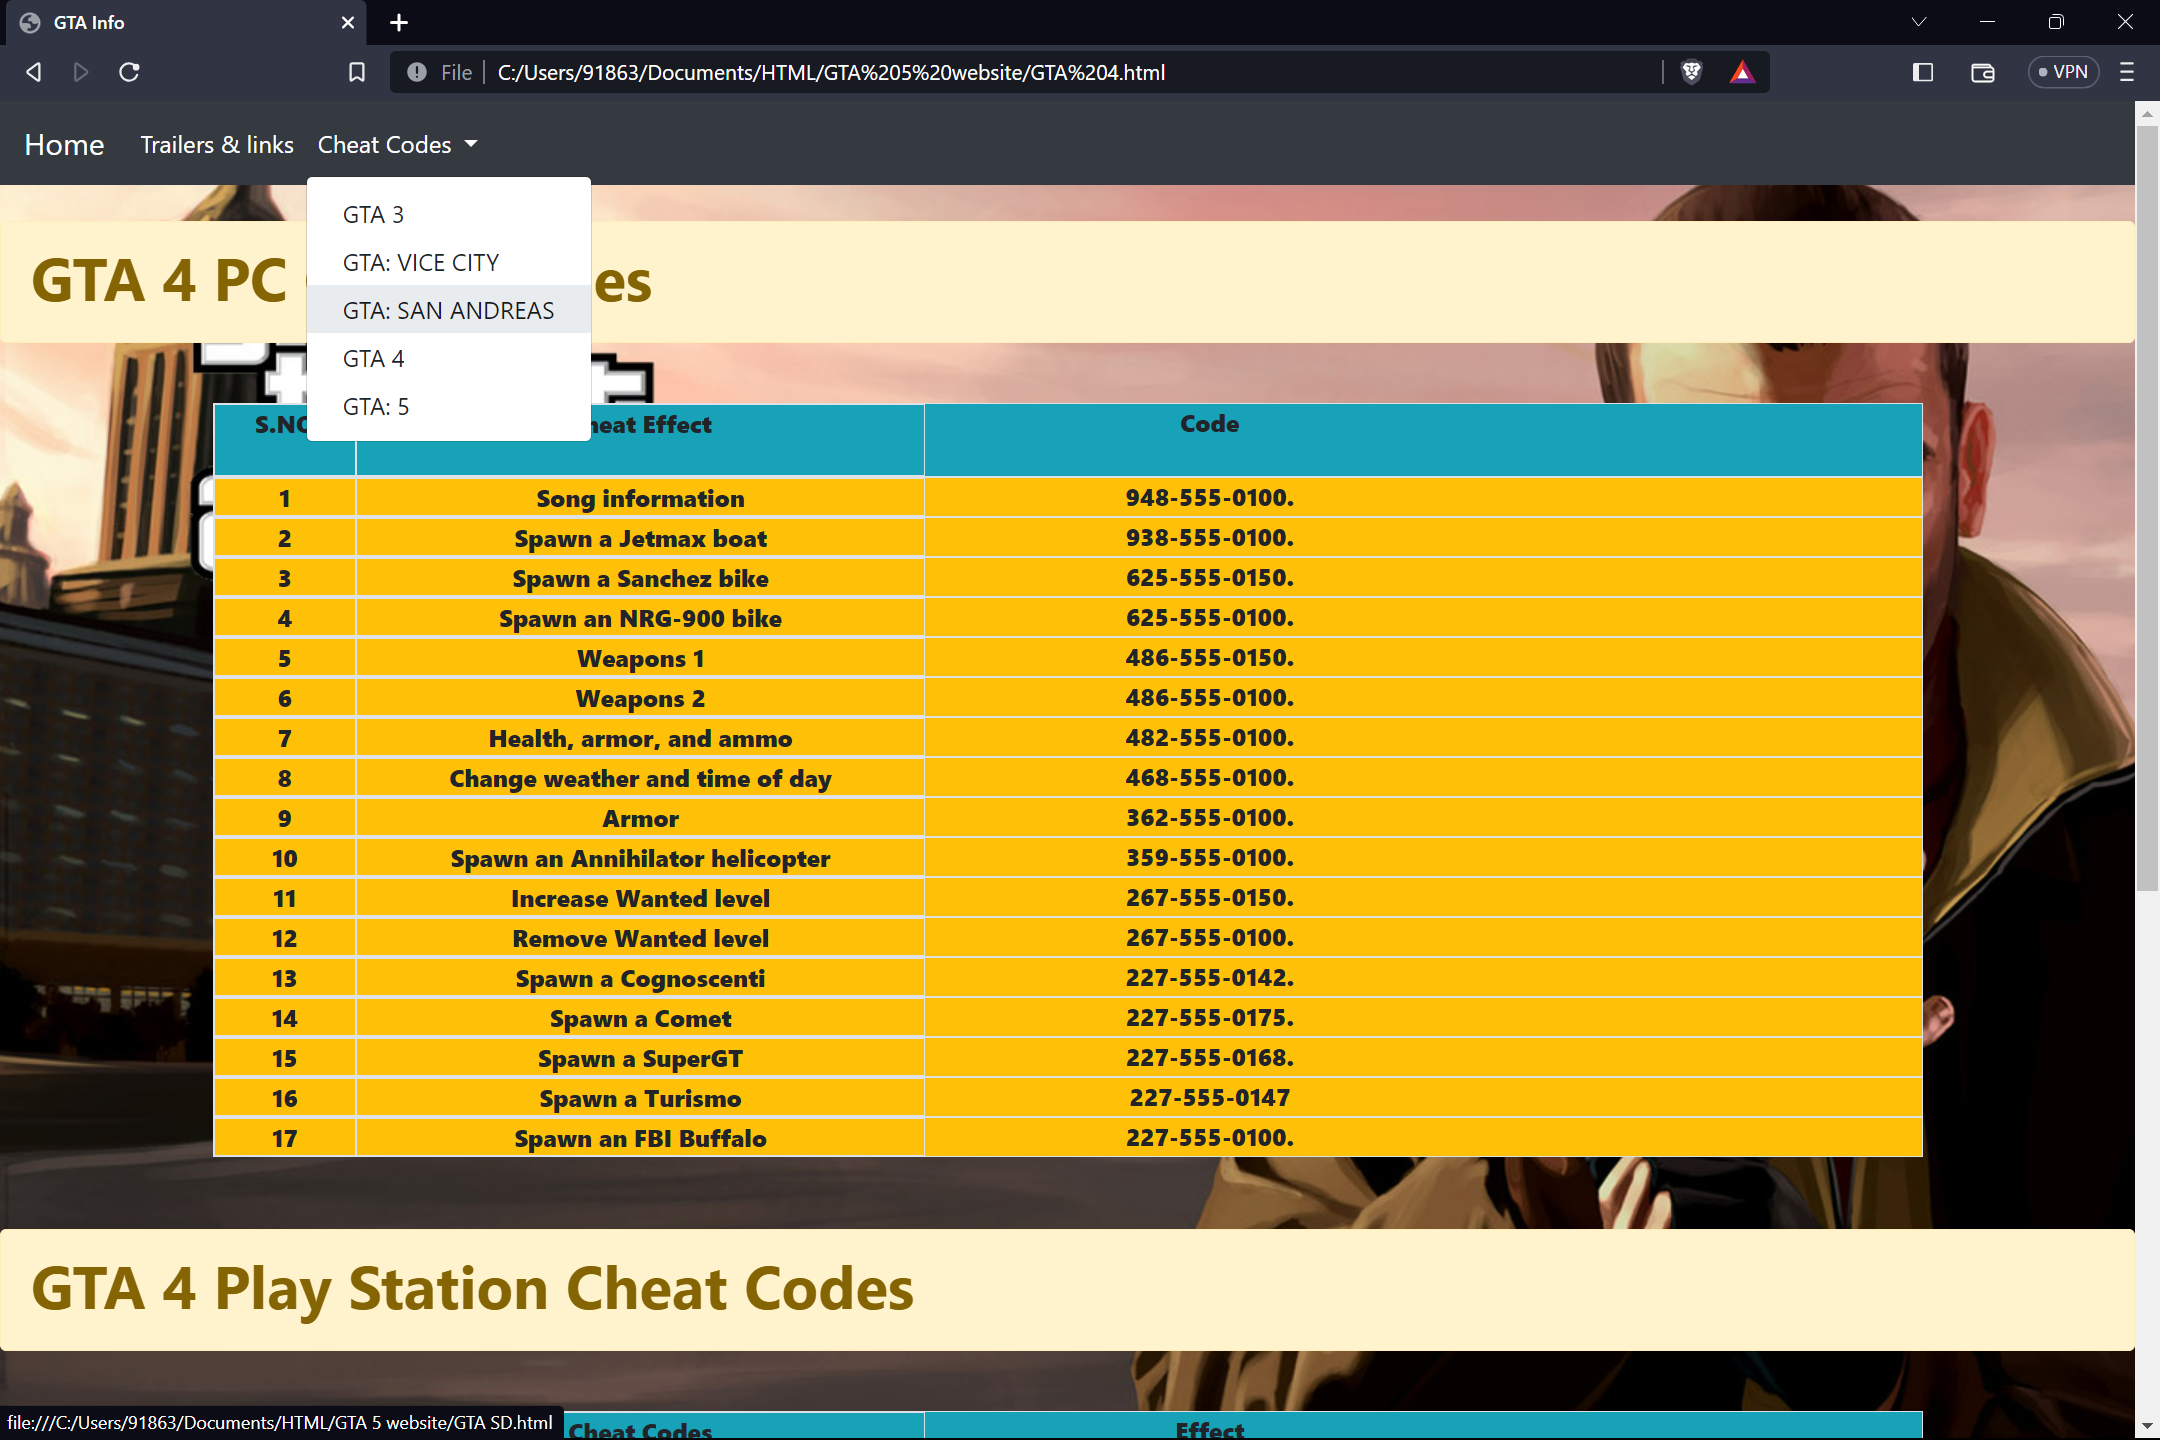 GTA Info
File C:/Users/91863/Documents/HTML/GTA%205%20website/GTA%204.html
VPN
Home Trailers & links Cheat Codes
GTA 3
GTA: VICE CITY
GTA: SAN ANDREAS
GTA 4
GTA: 5
GTA 4 PC es
S.NO heat Effect Code
1 Song information 948-555-0100.
2 Spawn a Jetmax boat 938-555-0100.
3 Spawn a Sanchez bike 625-555-0150.
4 Spawn an NRG-900 bike 625-555-0100.
5 Weapons 1 486-555-0150.
6 Weapons 2 486-555-0100.
7 Health, armor, and ammo 482-555-0100.
8 Change weather and time of day 468-555-0100.
9 Armor 362-555-0100.
10 Spawn an Annihilator helicopter 359-555-0100.
11 Increase Wanted level 267-555-0150.
12 Remove Wanted level 267-555-0100.
13 Spawn a Cognoscenti 227-555-0142.
14 Spawn a Comet 227-555-0175.
15 Spawn a SuperGT 227-555-0168.
16 Spawn a Turismo 227-555-0147
17 Spawn an FBI Buffalo 227-555-0100.
GTA 4 Play Station Cheat Codes
Cheat Codes Effect
file:///C:/Users/91863/Documents/HTML/GTA 5 website/GTA SD.html